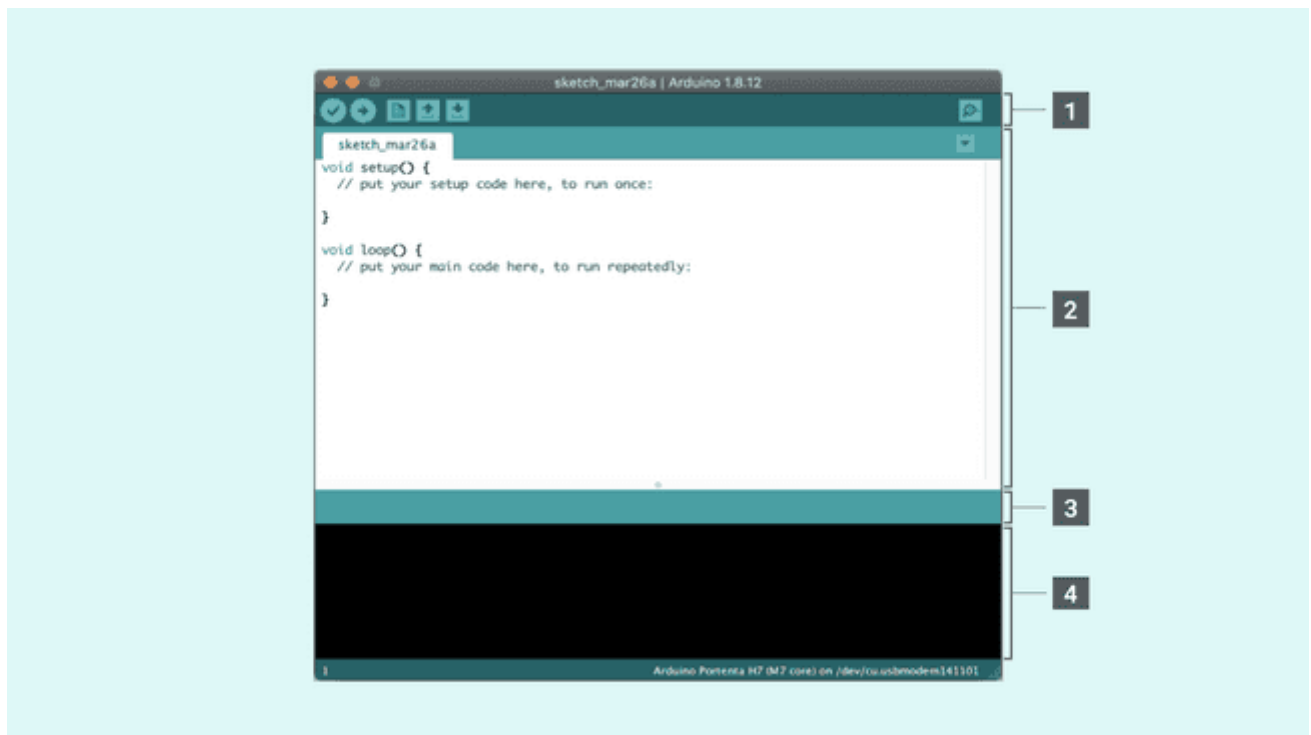 sketch_mar26a | Arduino 1.8.12
1
sketch_mar26a
void setup() {
// put your setup code here, to run once:
}
void loop() {
// put your main code here, to run repeatedly:
}
2
3
4
1
Arduino Portenta H7 (M7 core) on /dev/cu.usbmodem141101